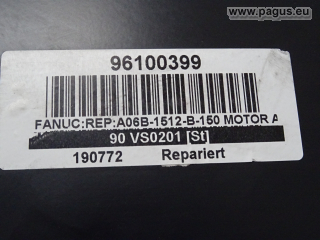 © www.pagus.eu
96100399
FANUC:REP:A06B-1512-B-150 MOTOR A
90 VS0201 [St]
190772 Repariert